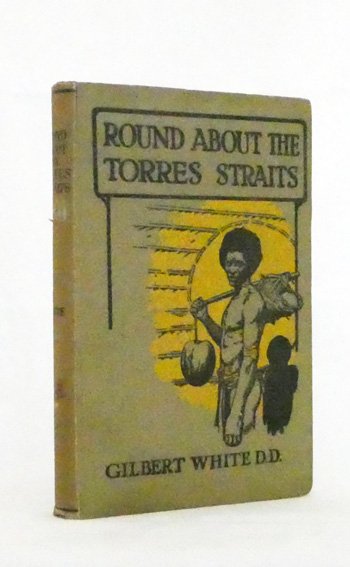 ROUND ABOUT THE
TORRES STRAITS
GILBERT WHITE D.D.